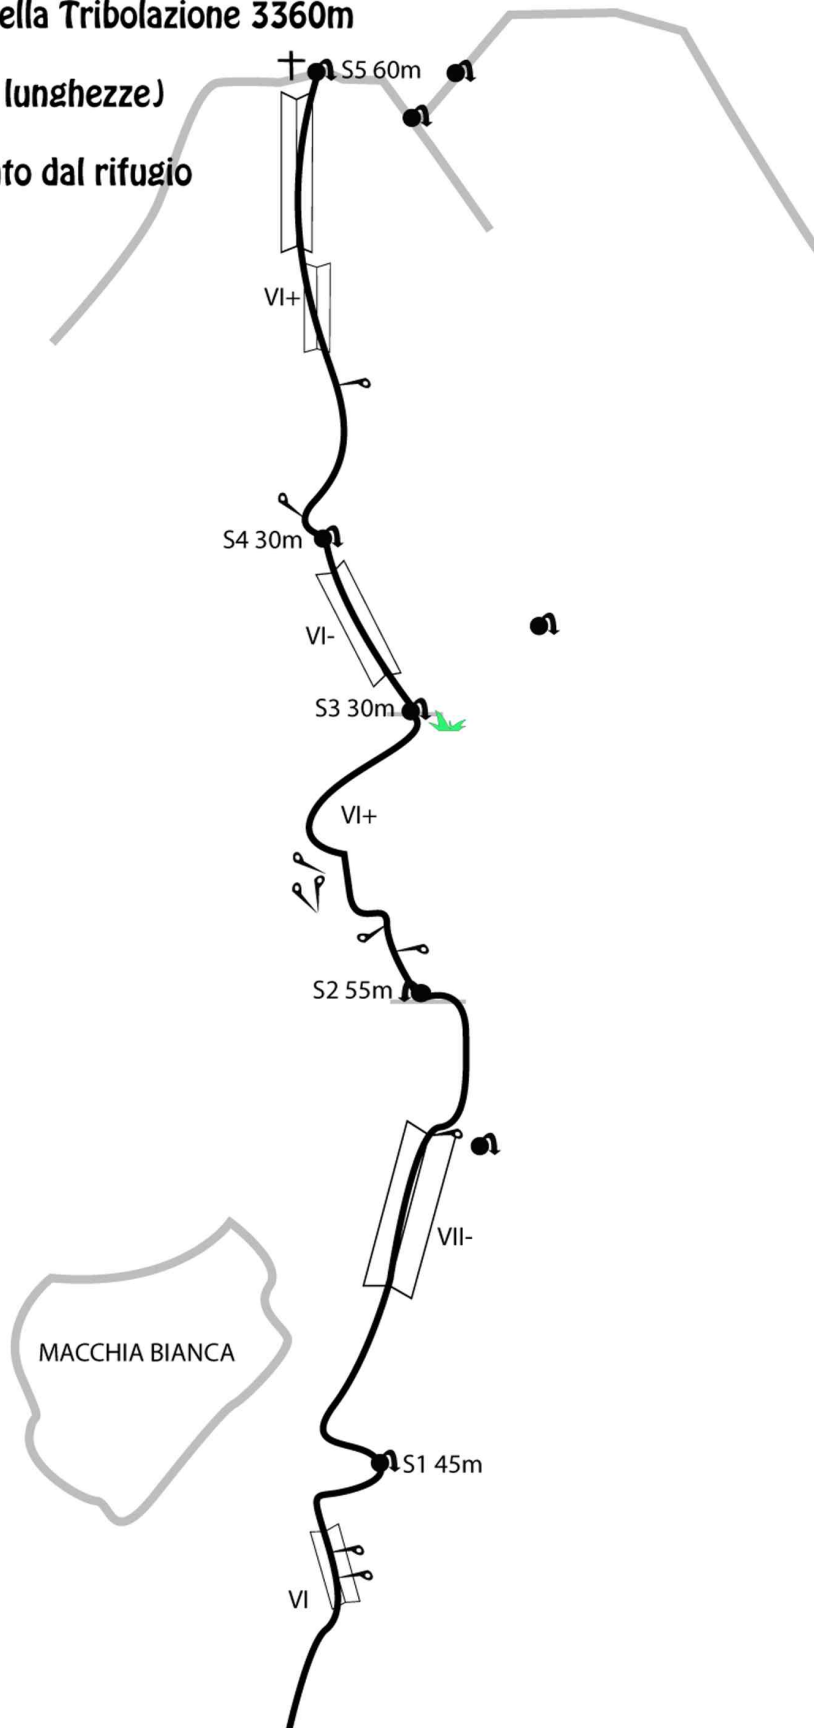 ella Tribolazione 3360m
S5 60m
lunghezze)
to dal rifugio
VI+
S4 30m
VI-
S3 30m
VI+
S2 55m
VII-
MACCHIA BIANCA
S1 45m
VI